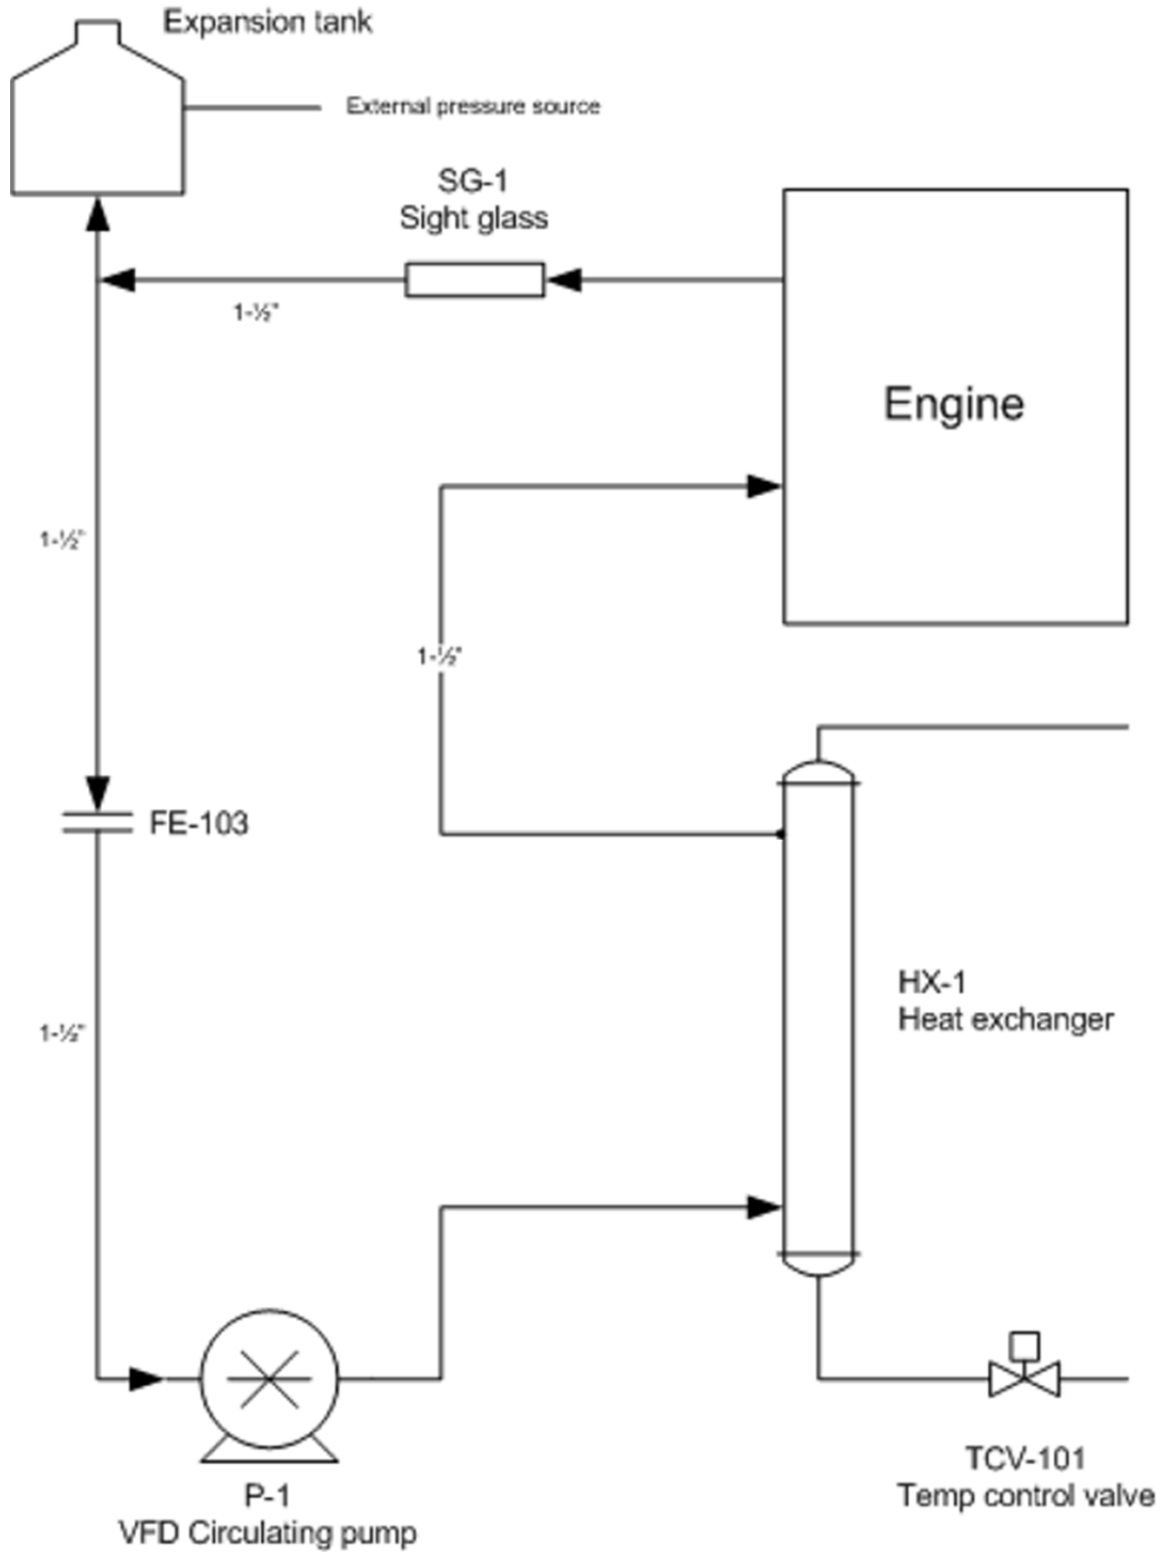 Expansion tank
External pressure source
SG-1
Sight glass
1-½"
Engine
1-½"
1-½"
FE-103
HX-1
Heat exchanger
1-½"
P-1
VFD Circulating pump
TCV-101
Temp control valve